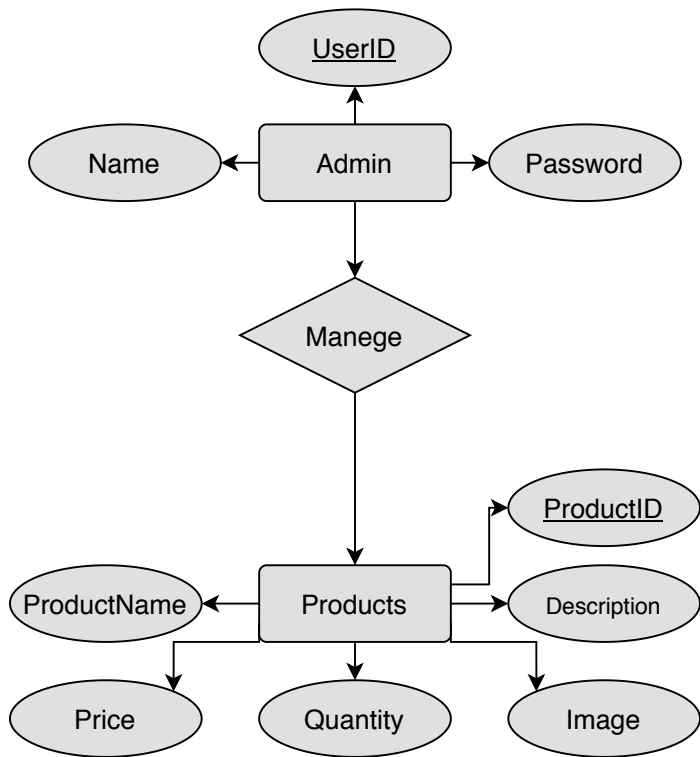 UserID
Name
Admin
Password
Manege
ProductID
ProductName
Products
Description
Price
Quantity
Image